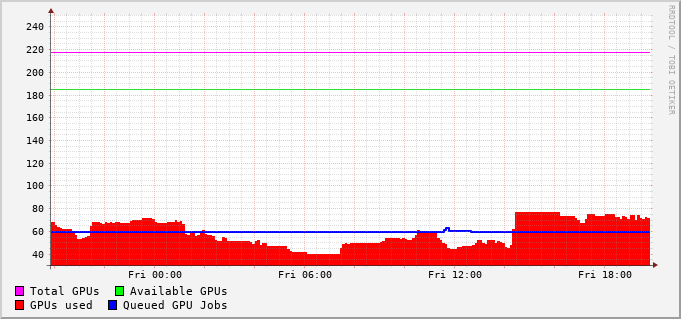 240
220
200
180
160
140
120
100
80
60
40
Fri 00:00 Fri 06:00 Fri 12:00 Fri 18:00
Total GPUs Available GPUs
GPUs used Queued GPU Jobs
RRDTOOL / TOBI OETIKER